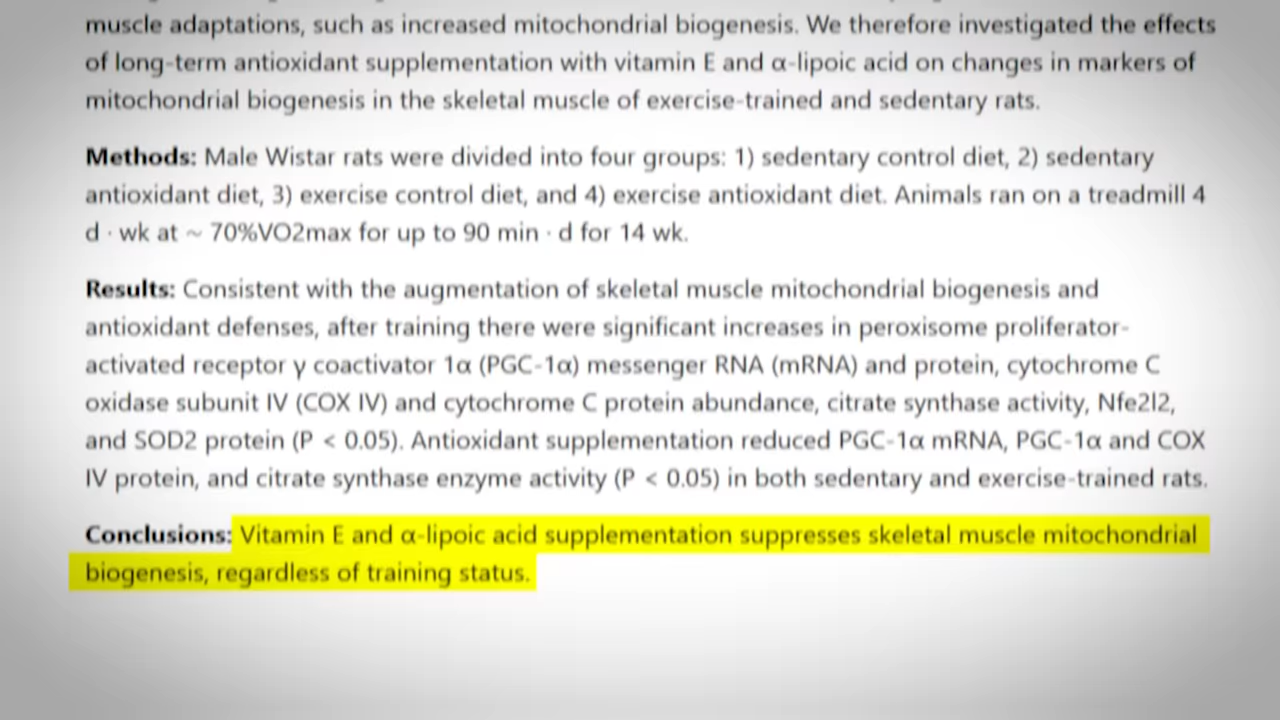 muscle adaptations, such as increased mitochondrial biogenesis. We therefore investigated the effects
of long-term antioxidant supplementation with vitamin E and α-lipoic acid on changes in markers of
mitochondrial biogenesis in the skeletal muscle of exercise-trained and sedentary rats.
Methods: Male Wistar rats were divided into four groups: 1) sedentary control diet, 2) sedentary
antioxidant diet, 3) exercise control diet, and 4) exercise antioxidant diet. Animals ran on a treadmill 4
d · wk at ~ 70%VO2max for up to 90 min · d for 14 wk.
Results: Consistent with the augmentation of skeletal muscle mitochondrial biogenesis and
antioxidant defenses, after training there were significant increases in peroxisome proliferator-
activated receptor γ coactivator 1α (PGC-1α) messenger RNA (mRNA) and protein, cytochrome C
oxidase subunit IV (COX IV) and cytochrome C protein abundance, citrate synthase activity, Nfe2l2,
and SOD2 protein (P < 0.05). Antioxidant supplementation reduced PGC-1α mRNA, PGC-1α and COX
IV protein, and citrate synthase enzyme activity (P < 0.05) in both sedentary and exercise-trained rats.
Conclusions: Vitamin E and α-lipoic acid supplementation suppresses skeletal muscle mitochondrial
biogenesis, regardless of training status.